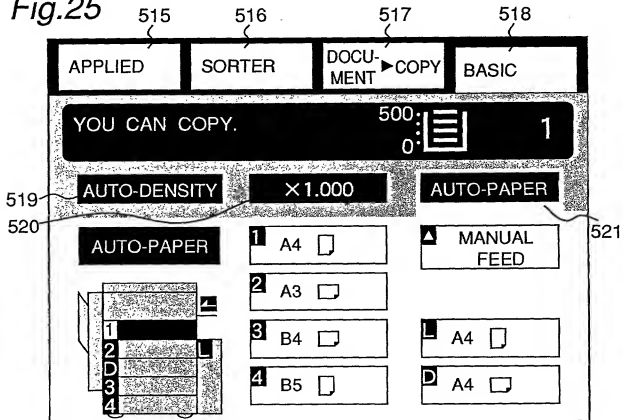 Fig.25
515 516 517 518
APPLIED
SORTER
DOCU-
MENT ▶COPY
BASIC
YOU CAN COPY.
500
0
1
519
AUTO-DENSITY
×1.000
AUTO-PAPER
520
521
AUTO-PAPER
1 A4
▲ MANUAL
FEED
2 A3
3 B4
L A4
4 B5
D A4
1
2 L
D
3
4